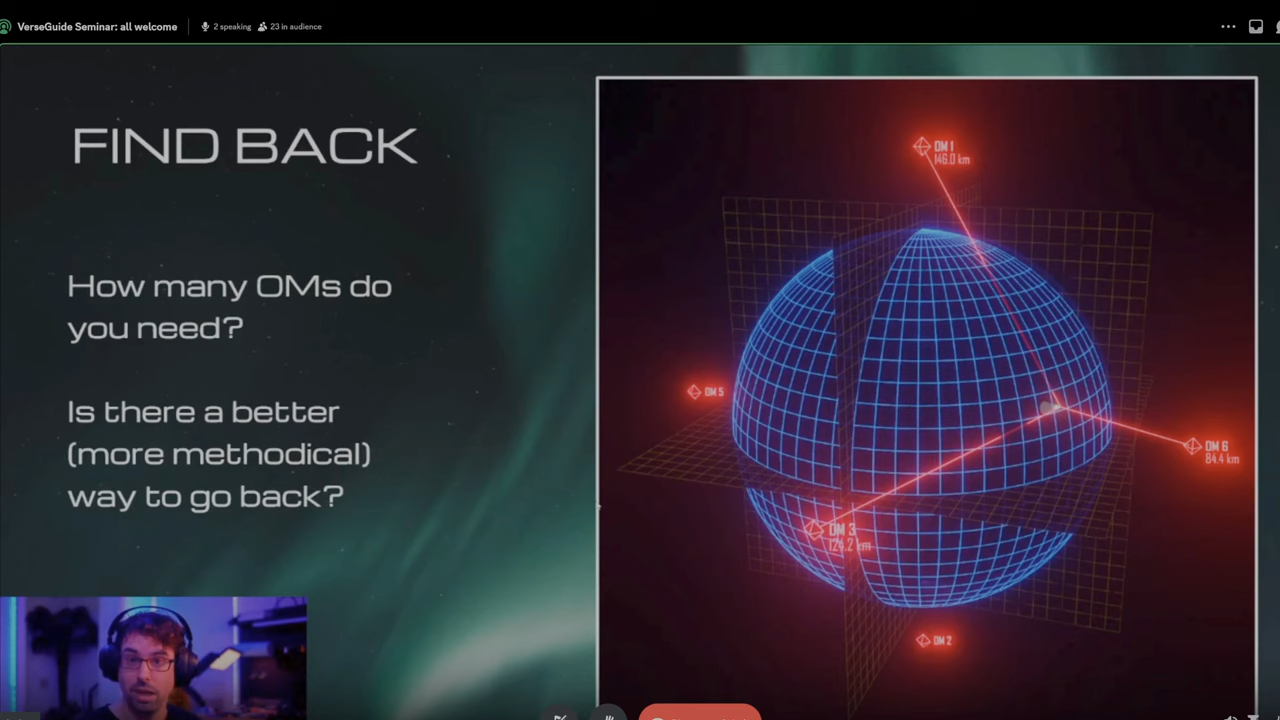 VerseGuide Seminar: all welcome
2 speaking
23 in audience
FIND BACK
How many OMs do
you need?
Is there a better
(more methodical)
way to go back?
OM 1
146.0 km
OM 5
OM 6
84.4 km
OM 3
OM 2